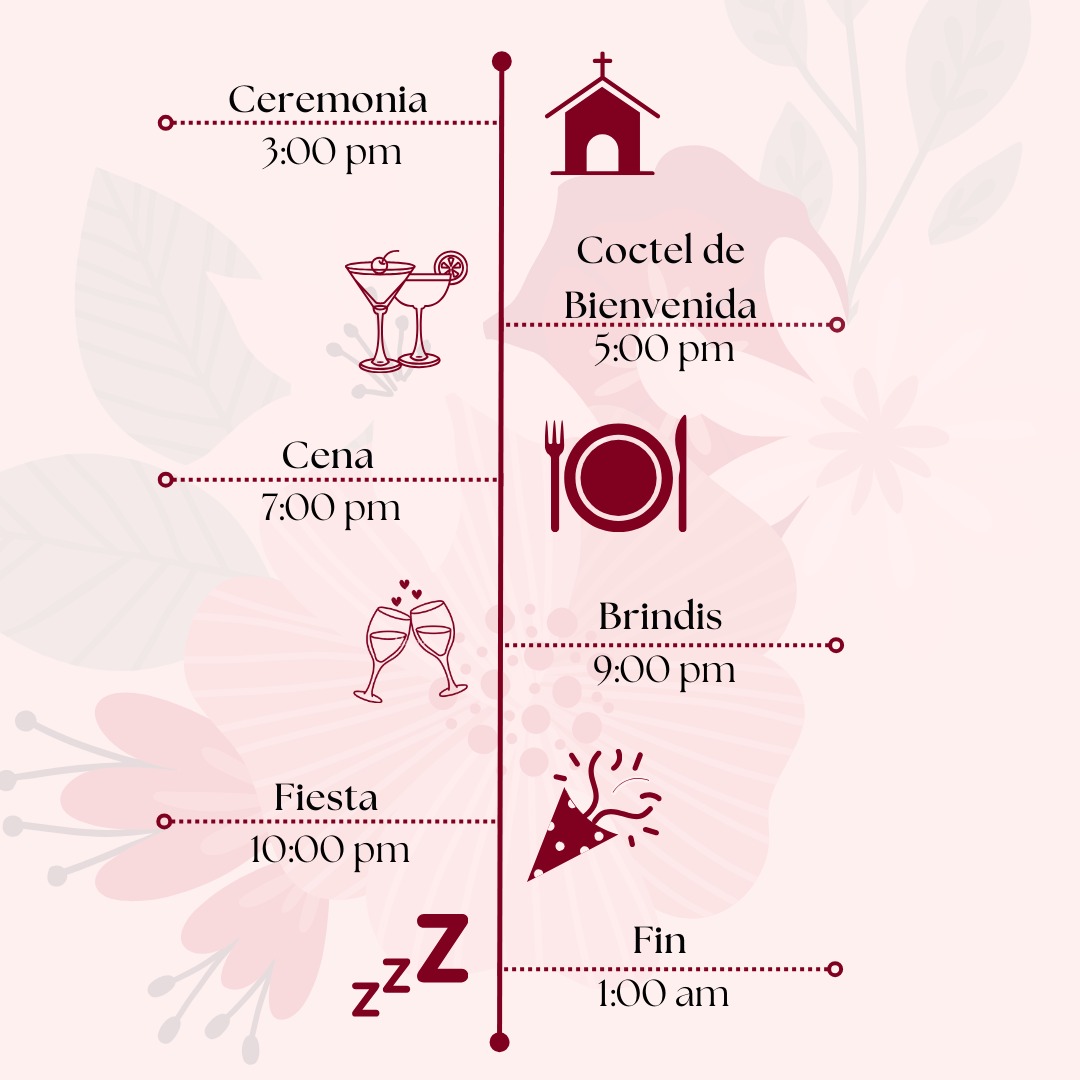 Ceremonia
3:00 pm
Coctel de
Bienvenida
5:00 pm
Cena
7:00 pm
Brindis
9:00 pm
Fiesta
10:00 pm
z z Z
Fin
1:00 am